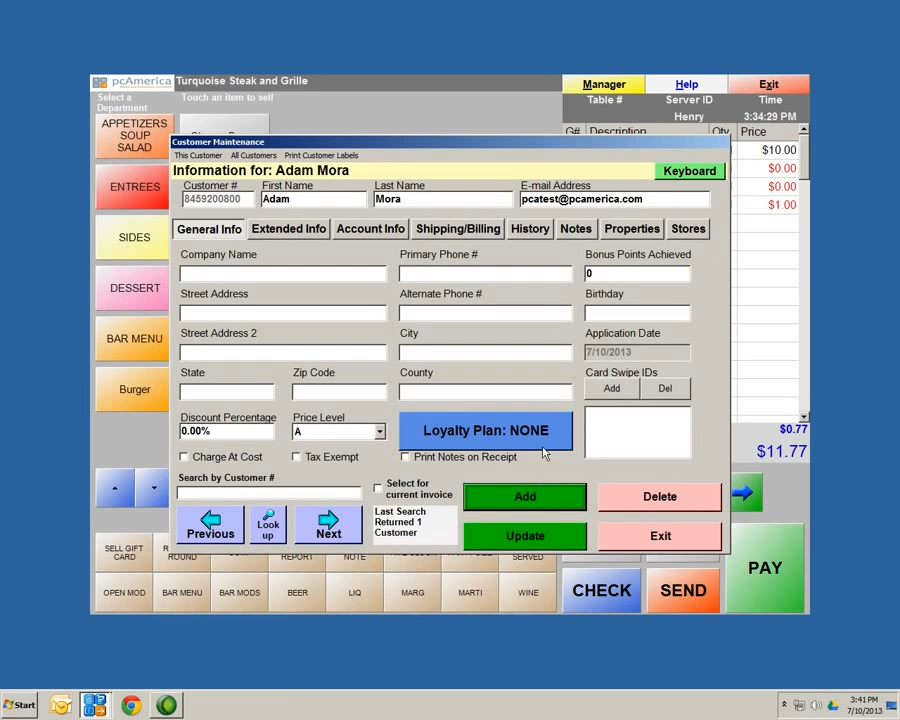 pcAmerica
Turquoise Steak and Grille
Manager
Help
Exit
Select a
Department
Touch an item to sell
Table #
Server ID
Time
Henry
3:34:29 PM
APPETIZERS
SOUP
SALAD
G#
Description
Qty
Price
$10.00
$0.00
$0.00
$1.00
ENTREES
SIDES
DESSERT
BAR MENU
Burger
Customer Maintenance
This Customer
All Customers
Print Customer Labels
Information for: Adam Mora
Keyboard
Customer #
First Name
Last Name
E-mail Address
8459200800
Adam
Mora
pcatest@pcamerica.com
General Info
Extended Info
Account Info
Shipping/Billing
History
Notes
Properties
Stores
Company Name
Primary Phone #
Bonus Points Achieved
0
Street Address
Alternate Phone #
Birthday
Street Address 2
City
Application Date
7/10/2013
State
Zip Code
County
Card Swipe IDs
Add
Del
Discount Percentage
Price Level
0.00%
A
Loyalty Plan: NONE
Charge At Cost
Tax Exempt
Print Notes on Receipt
Search by Customer #
Select for
current invoice
Add
Delete
Previous
Look
up
Next
Last Search
Returned 1
Customer
Update
Exit
$0.77
$11.77
SELL GIFT
CARD
ROUND
REPORT
NOTE
SERVED
OPEN MOD
BAR MENU
BAR MODS
BEER
LIQ
MARG
MARTI
WINE
CHECK
SEND
PAY
Start
3:41 PM
7/10/2013